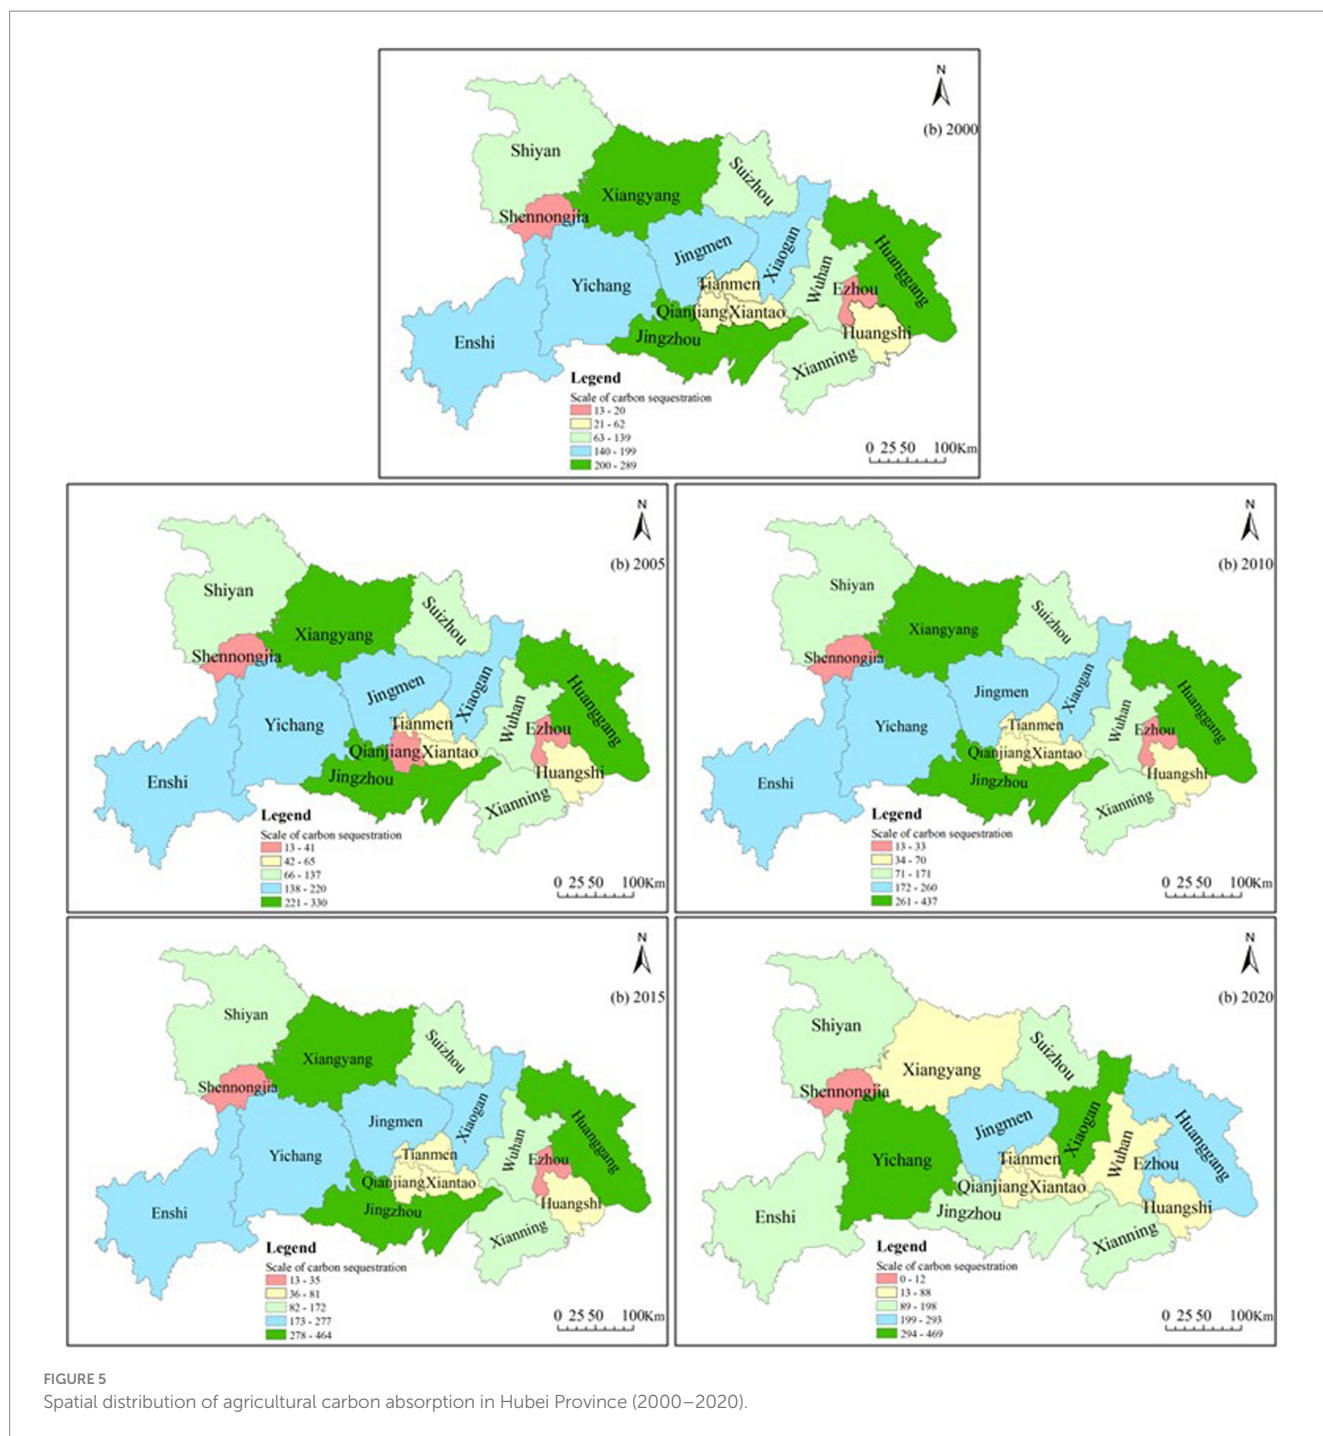 N
(b) 2000
Shiyan
Xiangyang
Suizhou
Shennongjia
Jingmen
Xiaogan
Huanggang
Yichang
Tianmen
Wuhan
Ezhou
Qianjiang
Xiantao
Enshi
Jingzhou
Huangshi
Xianning
Legend
Scale of carbon sequestration
13 - 20
21 - 62
63 - 139
140 - 199
200 - 289
0 25 50 100Km
N
(b) 2005
Shiyan
Xiangyang
Suizhou
Shennongjia
Jingmen
Xiaogan
Huanggang
Yichang
Tianmen
Wuhan
Ezhou
Qianjiang
Xiantao
Enshi
Jingzhou
Huangshi
Xianning
Legend
Scale of carbon sequestration
13 - 41
42 - 65
66 - 137
138 - 220
221 - 330
0 25 50 100Km
N
(b) 2010
Shiyan
Xiangyang
Suizhou
Shennongjia
Jingmen
Xiaogan
Huanggang
Yichang
Tianmen
Wuhan
Ezhou
Qianjiang
Xiantao
Enshi
Jingzhou
Huangshi
Xianning
Legend
Scale of carbon sequestration
13 - 33
34 - 70
71 - 171
172 - 260
261 - 437
0 25 50 100Km
N
(b) 2015
Shiyan
Xiangyang
Suizhou
Shennongjia
Jingmen
Xiaogan
Huanggang
Yichang
Tianmen
Wuhan
Ezhou
Qianjiang
Xiantao
Enshi
Jingzhou
Huangshi
Xianning
Legend
Scale of carbon sequestration
13 - 35
36 - 81
82 - 172
173 - 277
278 - 464
0 25 50 100Km
N
(b) 2020
Shiyan
Xiangyang
Suizhou
Shennongjia
Jingmen
Xiaogan
Huanggang
Yichang
Tianmen
Wuhan
Ezhou
Qianjiang
Xiantao
Enshi
Jingzhou
Huangshi
Xianning
Legend
Scale of carbon sequestration
0 - 12
13 - 88
89 - 198
199 - 293
294 - 469
0 25 50 100Km
FIGURE 5
Spatial distribution of agricultural carbon absorption in Hubei Province (2000–2020).